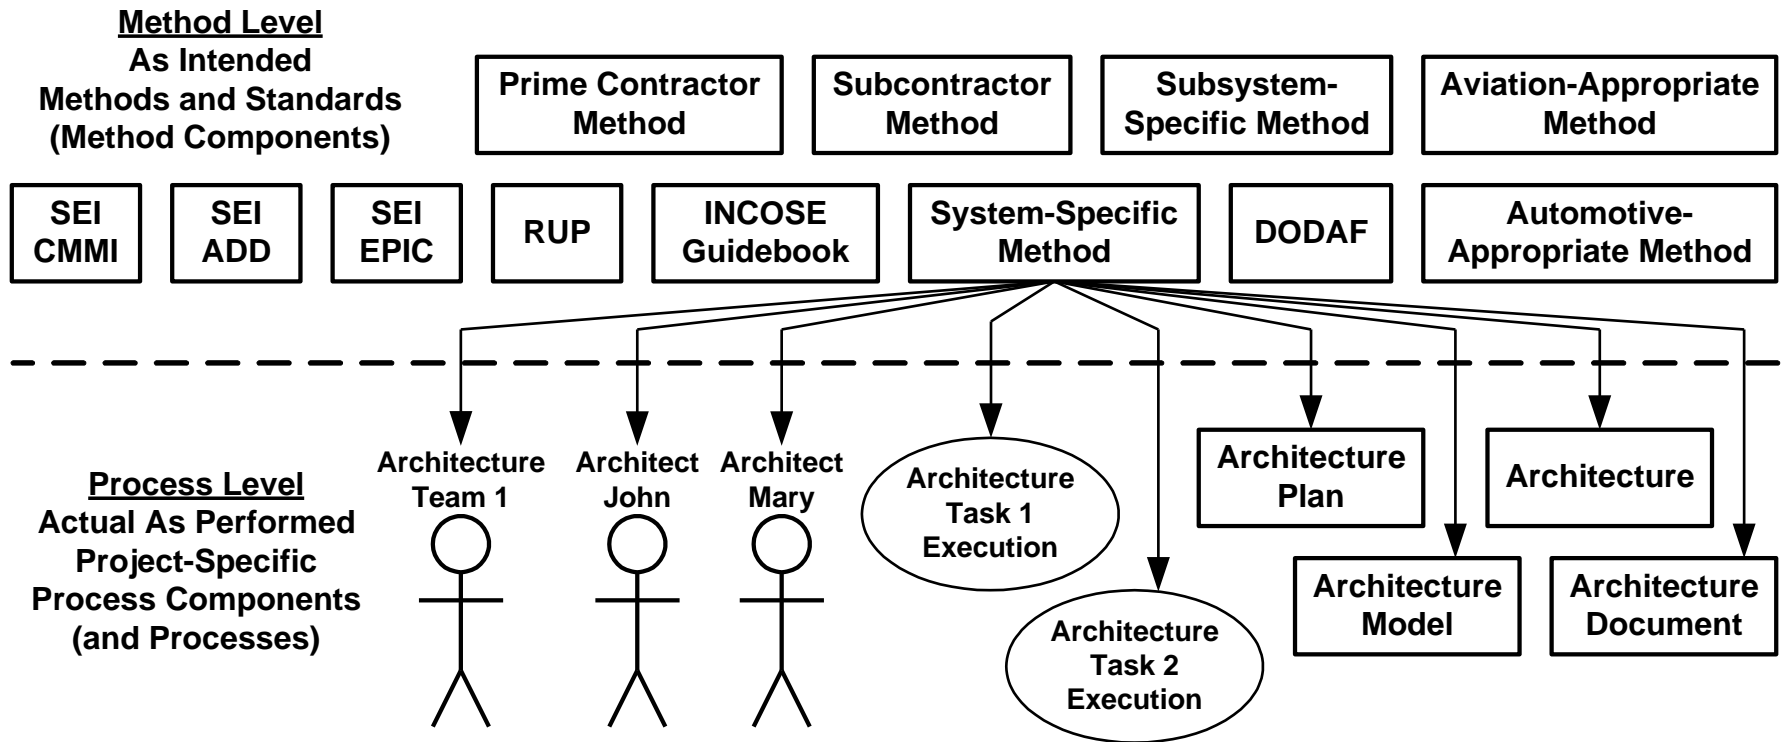 Method Level
As Intended
Methods and Standards
(Method Components)
Prime Contractor
Method
Subcontractor
Method
Subsystem-
Specific Method
Aviation-Appropriate
Method
SEI
CMMI
SEI
ADD
SEI
EPIC
RUP
INCOSE
Guidebook
System-Specific
Method
DODAF
Automotive-
Appropriate Method
Process Level
Actual As Performed
Project-Specific
Process Components
(and Processes)
Architecture
Team 1
Architect
John
Architect
Mary
Architecture
Task 1
Execution
Architecture
Task 2
Execution
Architecture
Plan
Architecture
Model
Architecture
Architecture
Document